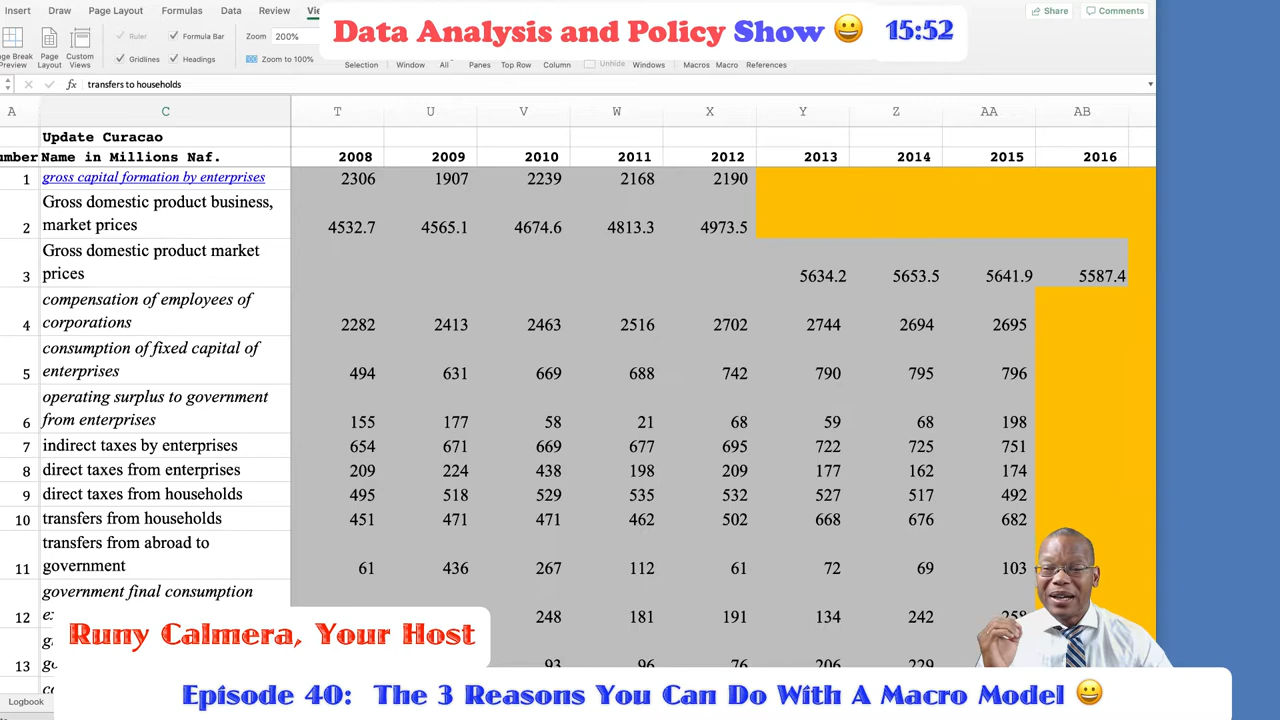 Insert Draw Page Layout Formulas Data Review Share Comments
Data Analysis and Policy Show 😀 15:52
Ruler Formula Bar Zoom 200%
Gridlines Headings Zoom to 100%
Page Layout Custom Views Selection Window All Panes Top Row Column Unhide Windows Macros Macro References
fx transfers to households
A C T U V W X Y Z AA AB
Update Curacao
Name in Millions Naf. 2008 2009 2010 2011 2012 2013 2014 2015 2016
1 gross capital formation by enterprises 2306 1907 2239 2168 2190
Gross domestic product business,
2 market prices 4532.7 4565.1 4674.6 4813.3 4973.5
Gross domestic product market
3 prices 5634.2 5653.5 5641.9 5587.4
compensation of employees of
4 corporations 2282 2413 2463 2516 2702 2744 2694 2695
consumption of fixed capital of
5 enterprises 494 631 669 688 742 790 795 796
operating surplus to government
6 from enterprises 155 177 58 21 68 59 68 198
7 indirect taxes by enterprises 654 671 669 677 695 722 725 751
8 direct taxes from enterprises 209 224 438 198 209 177 162 174
9 direct taxes from households 495 518 529 535 532 527 517 492
10 transfers from households 451 471 471 462 502 668 676 682
transfers from abroad to
11 government 61 436 267 112 61 72 69 103
government final consumption
12 248 181 191 134 242
13 93 96 76 206 229
Runy Calmera, Your Host
Logbook
Episode 40: The 3 Reasons You Can Do With A Macro Model 😀